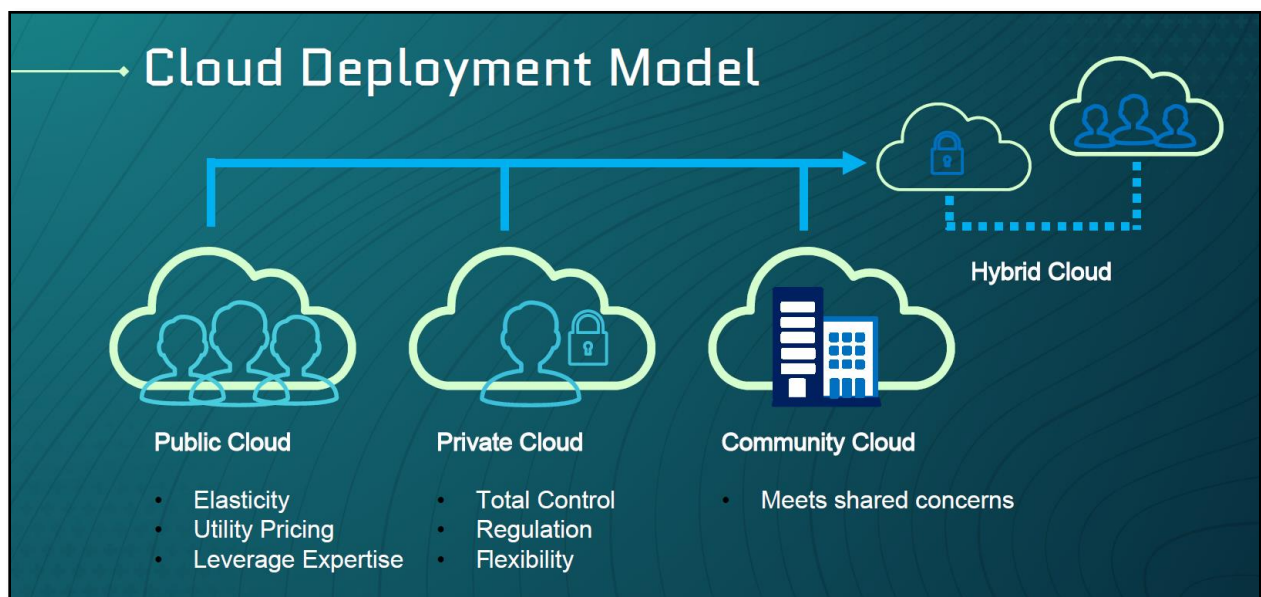 Cloud Deployment Model
Hybrid Cloud
Public Cloud
• Elasticity
• Utility Pricing
• Leverage Expertise
Private Cloud
• Total Control
• Regulation
• Flexibility
Community Cloud
• Meets shared concerns